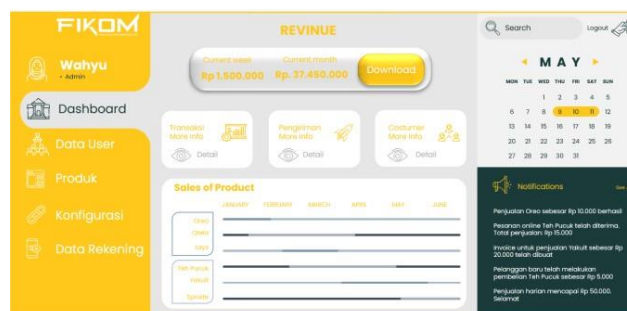 FIKOM
Wahyu
• Admin
Dashboard
Data User
Produk
Konfigurasi
Data Rekening
REVINUE
Current week
Rp 1.500.000
Current month
Rp. 37.450.000
Download
Transaksi
More Info
Detail
Pengiriman
More Info
Detail
Costumer
More Info
Detail
Sales of Product
JANUARY FEBRUARY MARCH APRIL MAY JUNE
Oreo
Lays
Teh Pucuk
Yakult
Sprite
Search
Logout
MAY
MON TUE WED THU FRI SAT SUN
1 2 3 4 5
6 7 8 9 10 11 12
13 14 15 16 17 18 19
20 21 22 23 24 25 26
27 28 29 30 31
Notifications
See
Penjualan Oreo sebesar Rp 10.000 berhasil
Pesanan online Teh Pucuk telah diterima.
Total penjualan: Rp 15.000
Invoice untuk penjualan Yakult sebesar Rp
20.000 telah dibuat
Pelanggan baru telah melakukan
pembelian Teh Pucuk sebesar Rp 5.000
Penjualan harian mencapai Rp 50.000.
Selamat